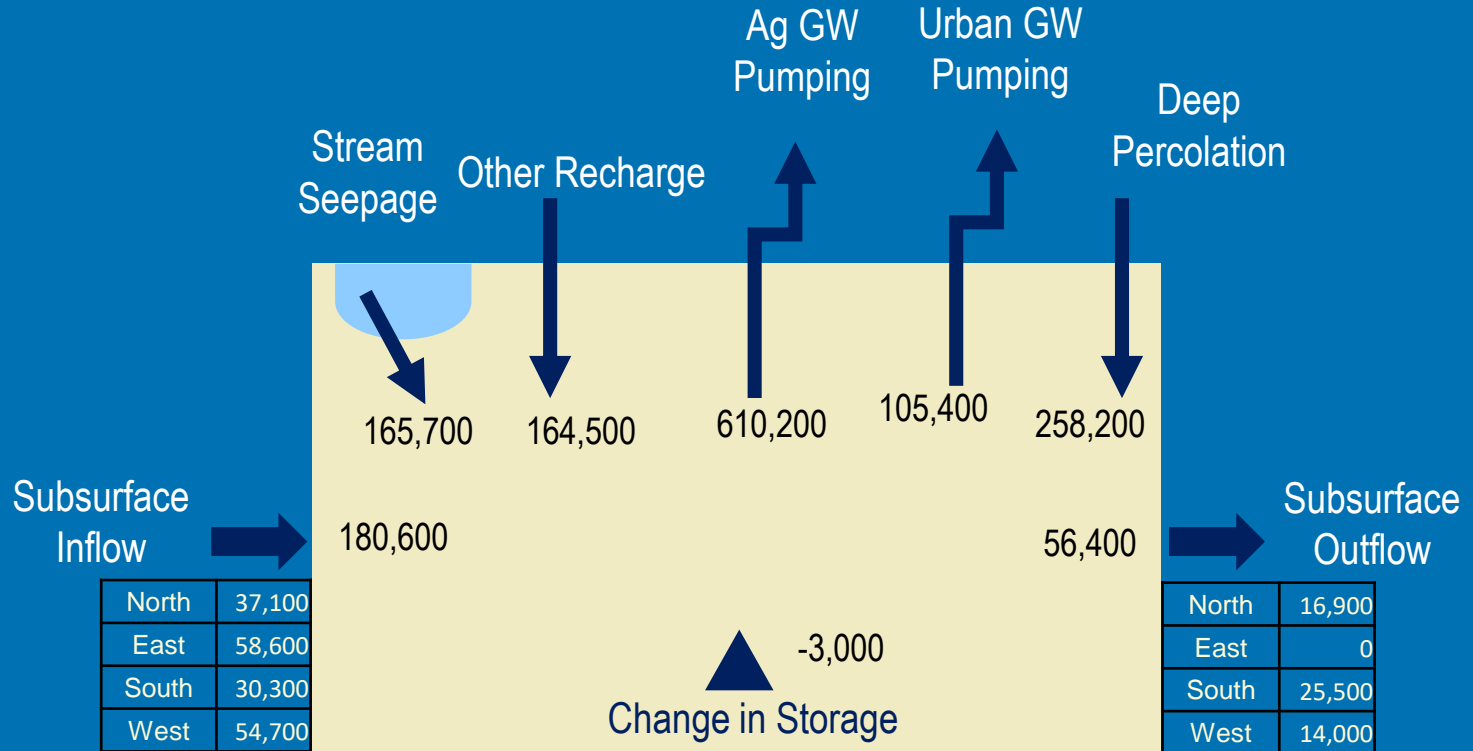 Ag GW
Pumping
Urban GW
Pumping
Deep
Percolation
Stream
Seepage
Other Recharge
165,700
164,500
610,200
105,400
258,200
Subsurface
Inflow
180,600
56,400
Subsurface
Outflow
North 37,100
East 58,600
South 30,300
West 54,700
North 16,900
East 0
South 25,500
West 14,000
-3,000
Change in Storage